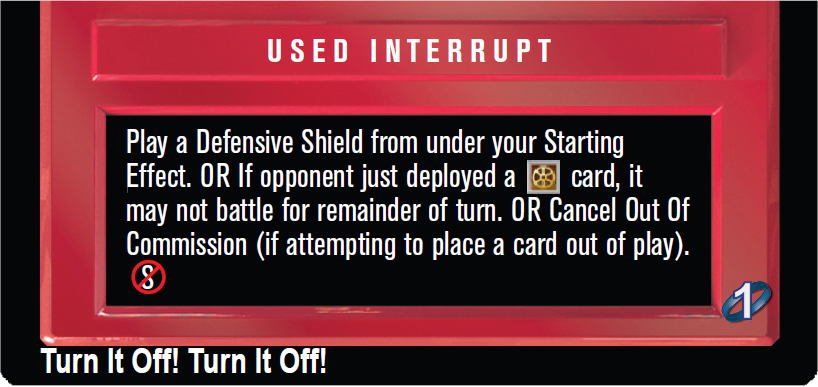 USED INTERRUPT
Play a Defensive Shield from under your Starting
Effect. OR If opponent just deployed a card, it
may not battle for remainder of turn. OR Cancel Out Of
Commission (if attempting to place a card out of play).
S
1
Turn It Off! Turn It Off!